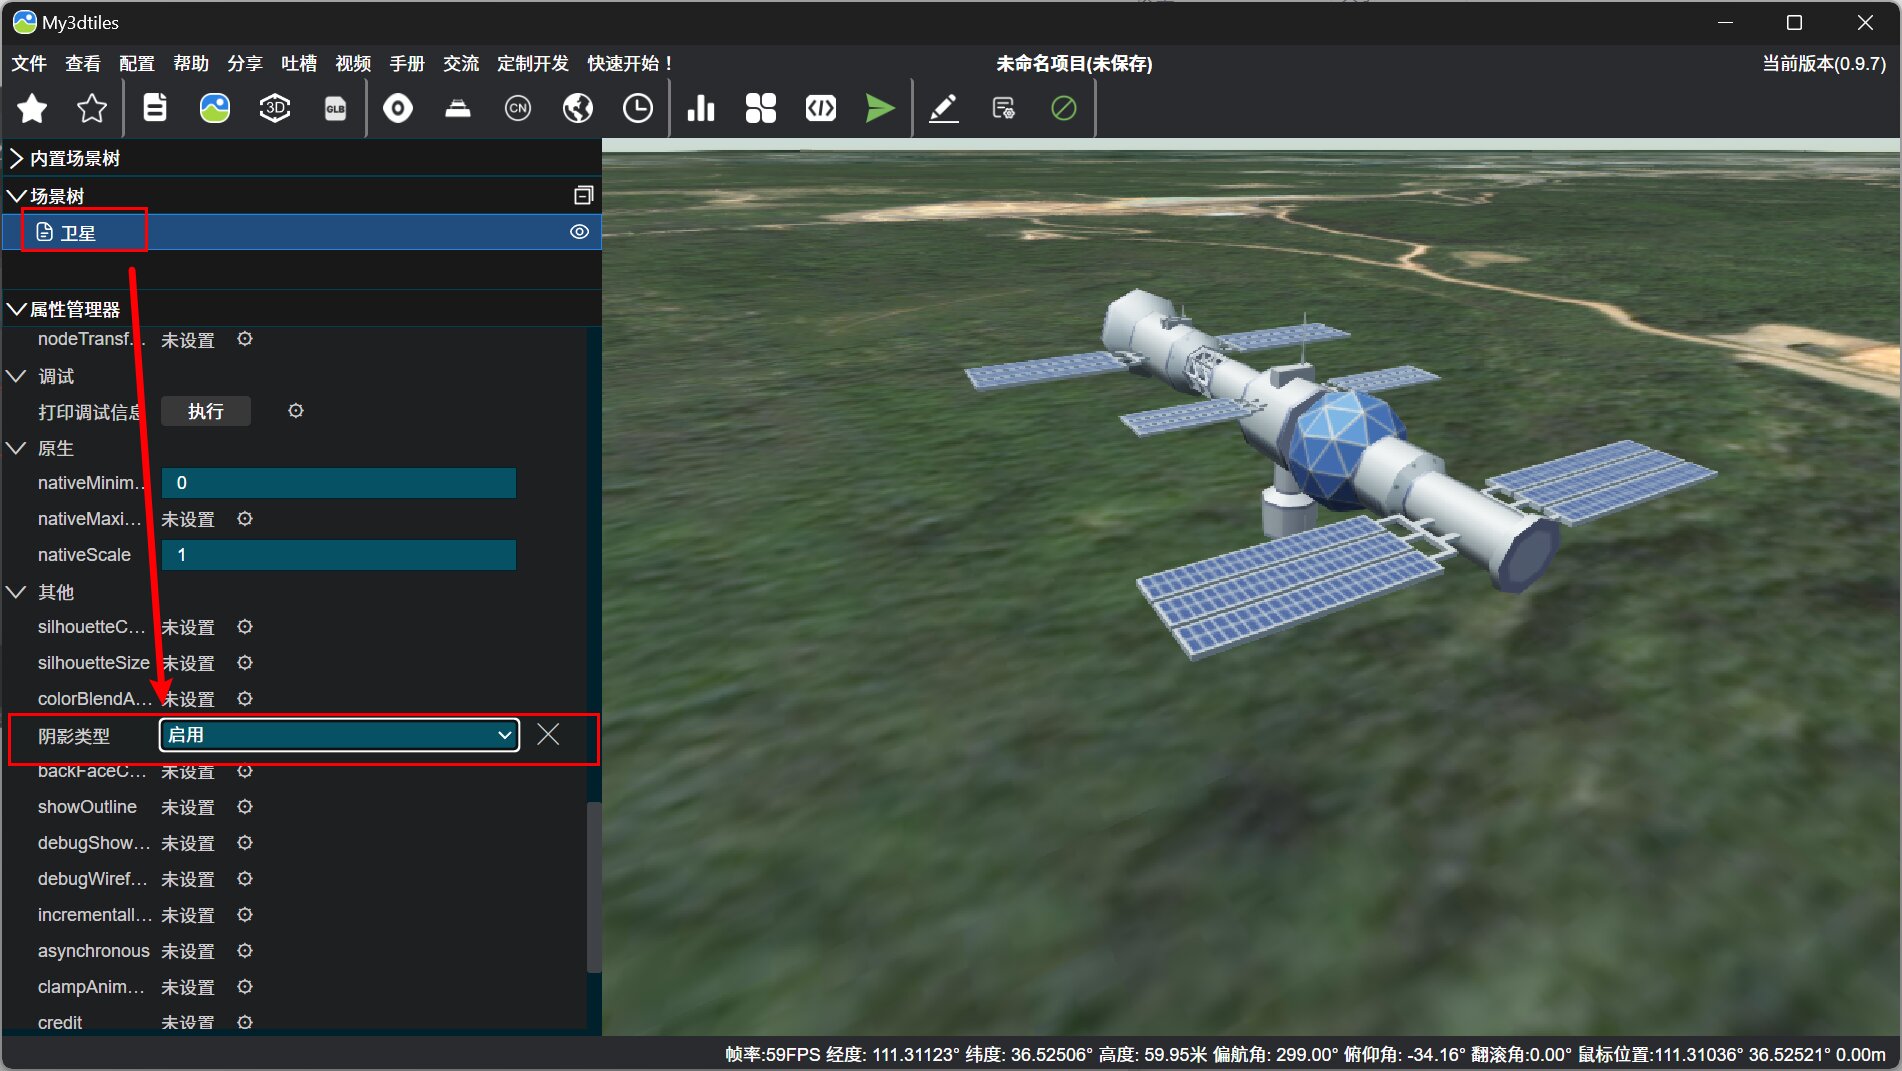 My3dtiles
文件 查看 配置 帮助 分享 吐槽 视频 手册 交流 定制开发 快速开始！ 未命名项目(未保存) 当前版本(0.9.7)
3D GLB CN
内置场景树
场景树
卫星
属性管理器
nodeTransf... 未设置
调试
打印调试信息 执行
原生
nativeMinim... 0
nativeMaxi... 未设置
nativeScale 1
其他
silhouetteC... 未设置
silhouetteSize 未设置
colorBlendA... 未设置
阴影类型 启用
backFaceC... 未设置
showOutline 未设置
debugShow... 未设置
debugWiref... 未设置
incrementall... 未设置
asynchronous 未设置
clampAnim... 未设置
credit 未设置
帧率:59FPS 经度: 111.31123° 纬度: 36.52506° 高度: 59.95米 偏航角: 299.00° 俯仰角: -34.16° 翻滚角:0.00° 鼠标位置:111.31036° 36.52521° 0.00m